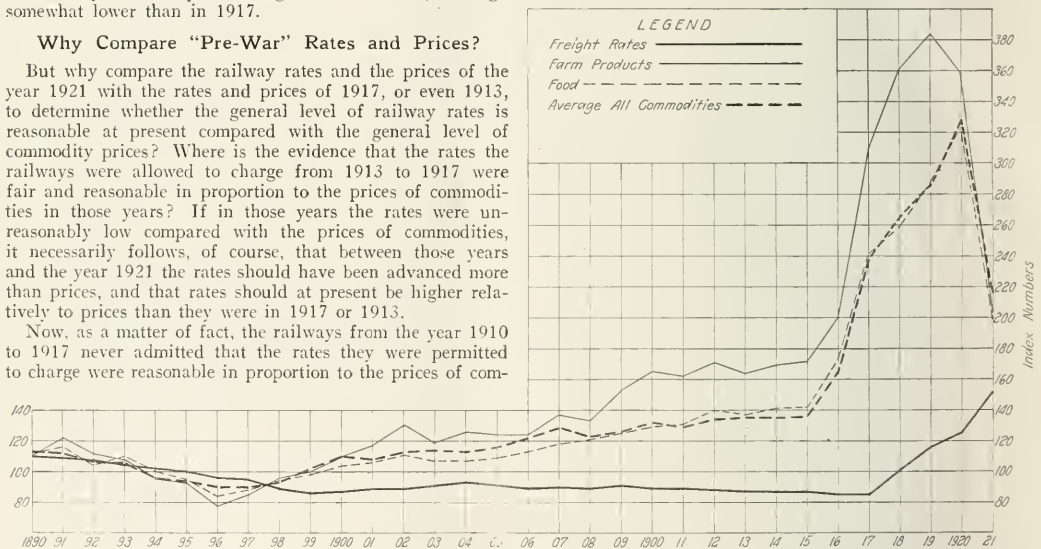 somewhat lower than in 1917.
Why Compare "Pre-War" Rates and Prices?
But why compare the railway rates and the prices of the
year 1921 with the rates and prices of 1917, or even 1913,
to determine whether the general level of railway rates is
reasonable at present compared with the general level of
commodity prices? Where is the evidence that the rates the
railways were allowed to charge from 1913 to 1917 were
fair and reasonable in proportion to the prices of commodi-
ties in those years? If in those years the rates were un-
reasonably low compared with the prices of commodities,
it necessarily follows, of course, that between those years
and the year 1921 the rates should have been advanced more
than prices, and that rates should at present be higher rela-
tively to prices than they were in 1917 or 1913.
Now, as a matter of fact, the railways from the year 1910
to 1917 never admitted that the rates they were permitted
to charge were reasonable in proportion to the prices of com-
LEGEND
Freight Rates
Farm Products
Food
Average All Commodities
380
360
340
320
300
280
260
240
220
200
180
160
140
120
100
80
Index Numbers
140
120
100
80
1890 91 92 93 94 95 96 97 98 99 1900 01 02 03 04 06 07 08 09 1900 11 12 13 14 15 16 17 18 19 1920 21